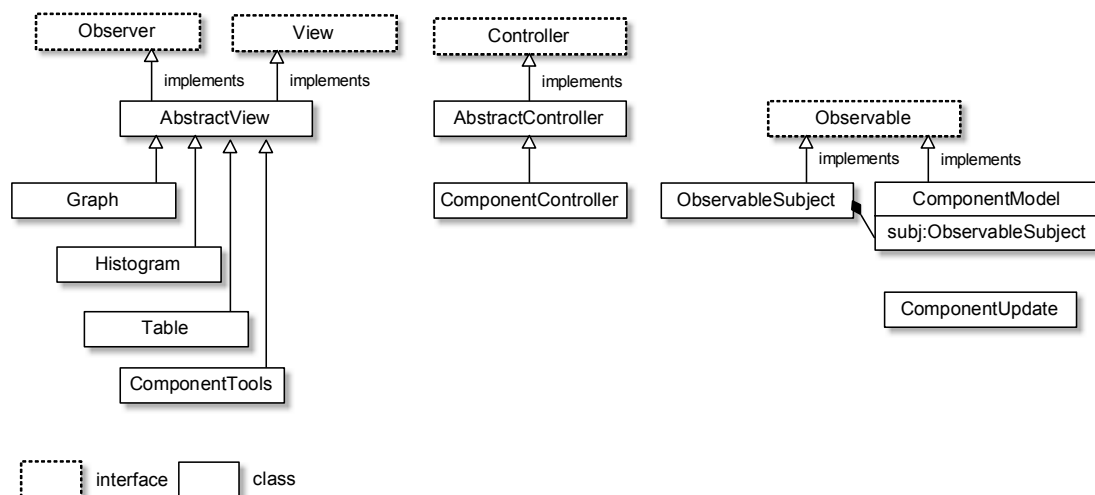 Observer
View
Controller
implements
implements
implements
AbstractView
AbstractController
Observable
implements
implements
Graph
ComponentController
ObservableSubject
ComponentModel
subj:ObservableSubject
Histogram
ComponentUpdate
Table
ComponentTools
interface
class